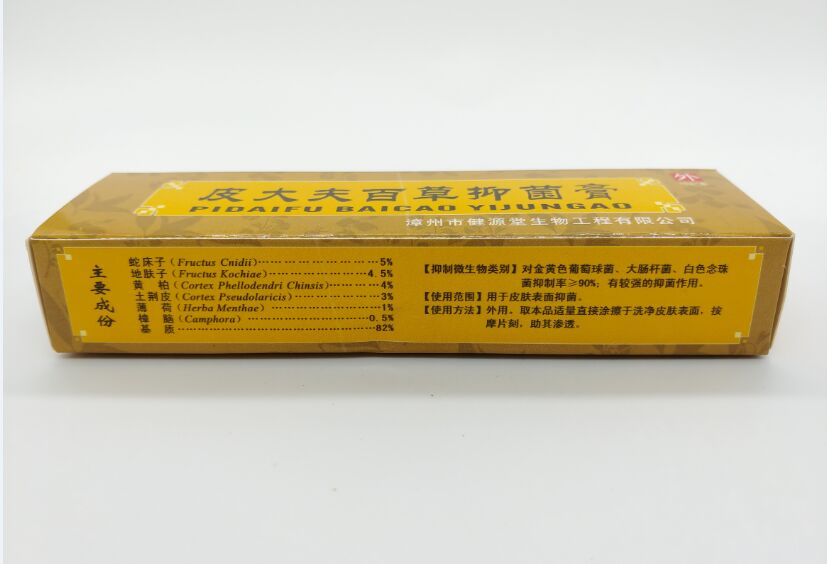 皮大夫百草抑菌膏
外
PIDAIFU BAICAO YIJUNGAO
漳州市健源堂生物工程有限公司
主要成份
蛇床子(Fructus Cnidii)……………………5%
地肤子(Fructus Kochiae)…………………4.5%
黄 柏(Cortex Phellodendri Chinsis)………4%
土荆皮(Cortex Pseudolaricis)………………3%
薄 荷(Herba Menthae)……………………1%
樟 脑(Camphora)…………………………0.5%
基 质…………………………………………82%
【抑制微生物类别】对金黄色葡萄球菌、大肠杆菌、白色念珠
菌抑制率≥90%;有较强的抑菌作用。
【使用范围】用于皮肤表面抑菌。
【使用方法】外用。取本品适量直接涂擦于洗净皮肤表面,按
摩片刻,助其渗透。